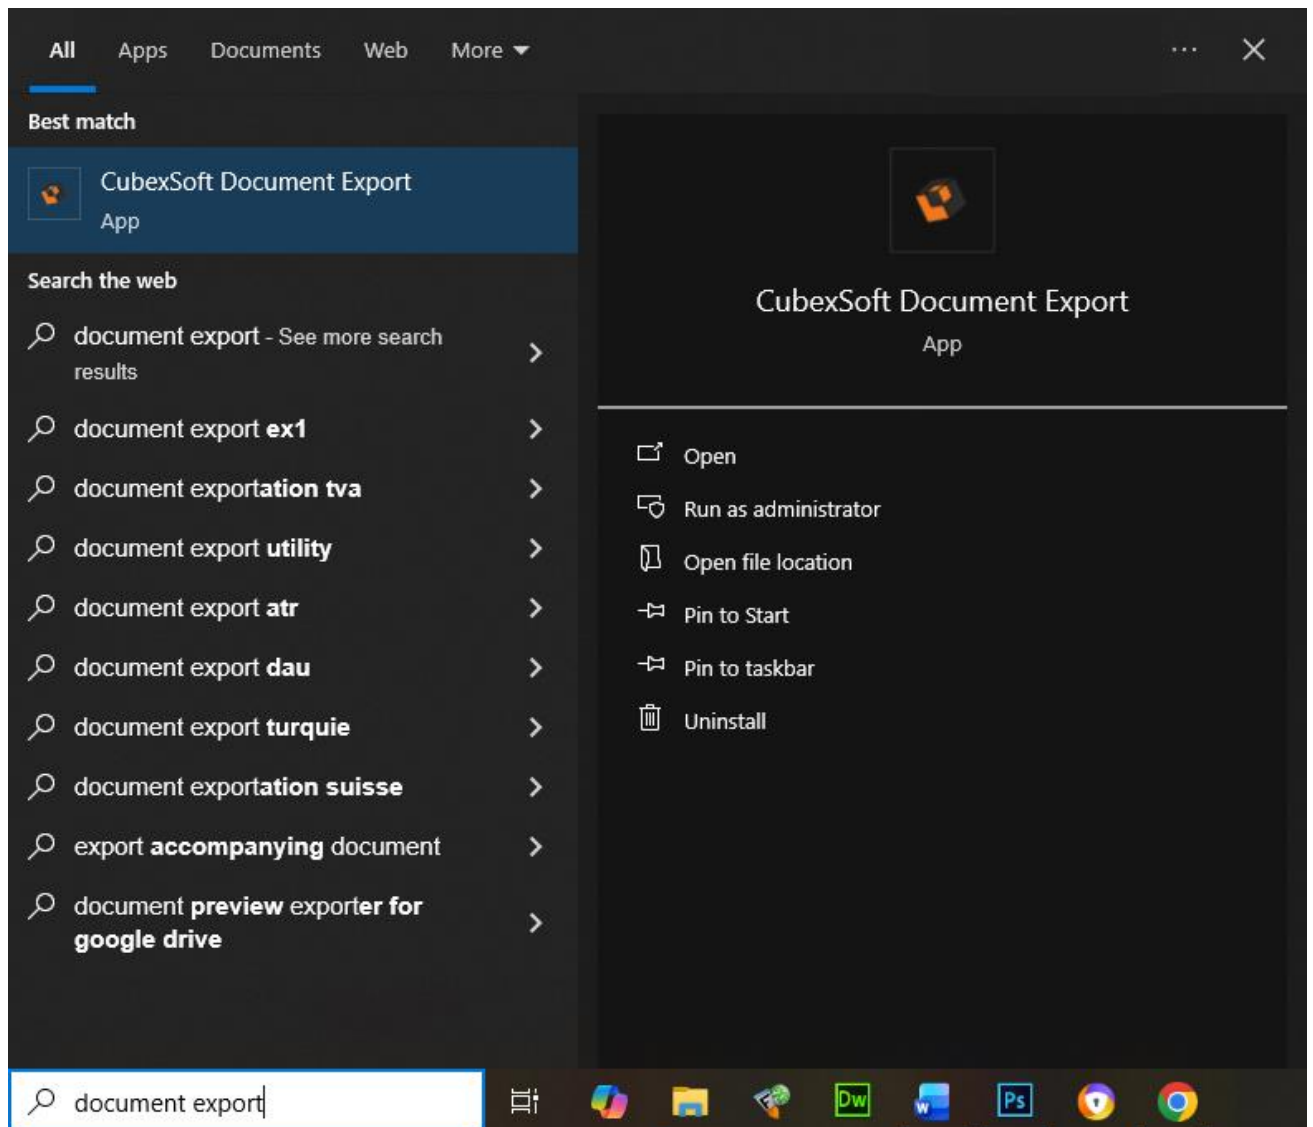 All Apps Documents Web More
Best match
CubexSoft Document Export
App
Search the web
document export - See more search
results
document export ex1
document exportation tva
document export utility
document export atr
document export dau
document export turquie
document exportation suisse
export accompanying document
document preview exporter for
google drive
CubexSoft Document Export
App
Open
Run as administrator
Open file location
Pin to Start
Pin to taskbar
Uninstall
document export
Dw
W
Ps